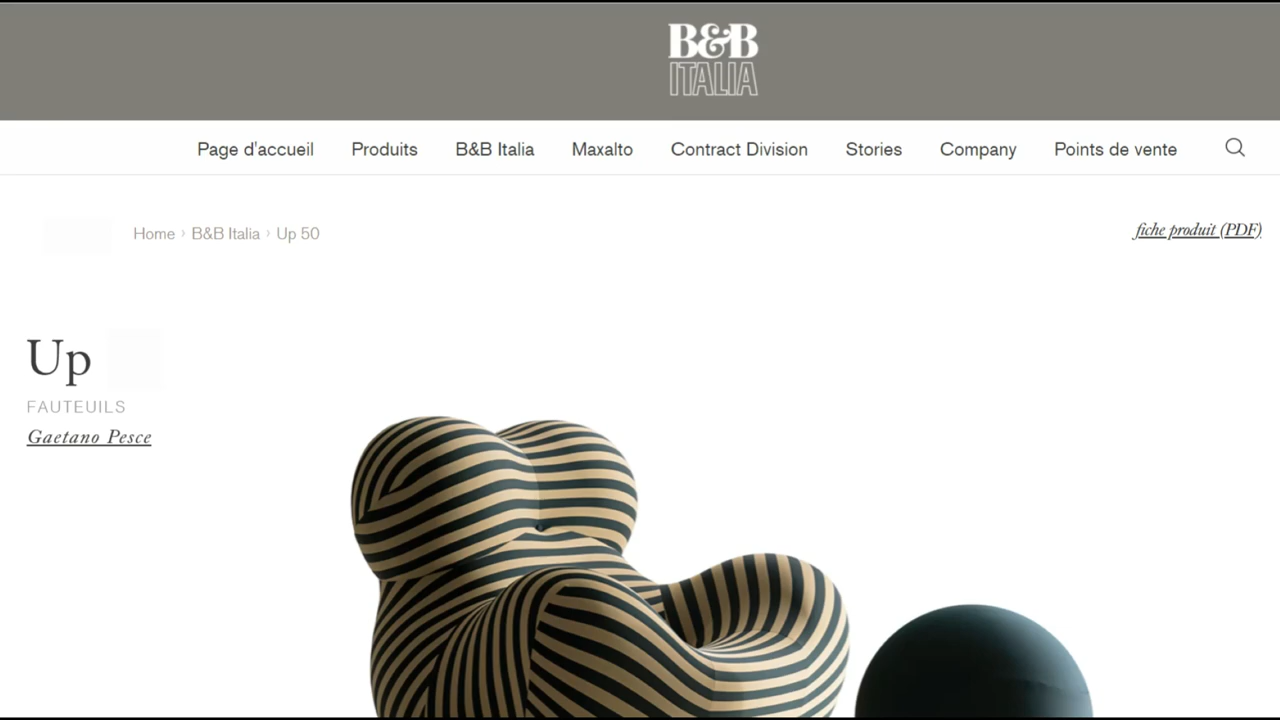 B&B
ITALIA
Page d'accueil Produits B&B Italia Maxalto Contract Division Stories Company Points de vente
Home › B&B Italia › Up 50
fiche produit (PDF)
Up
FAUTEUILS
Gaetano Pesce